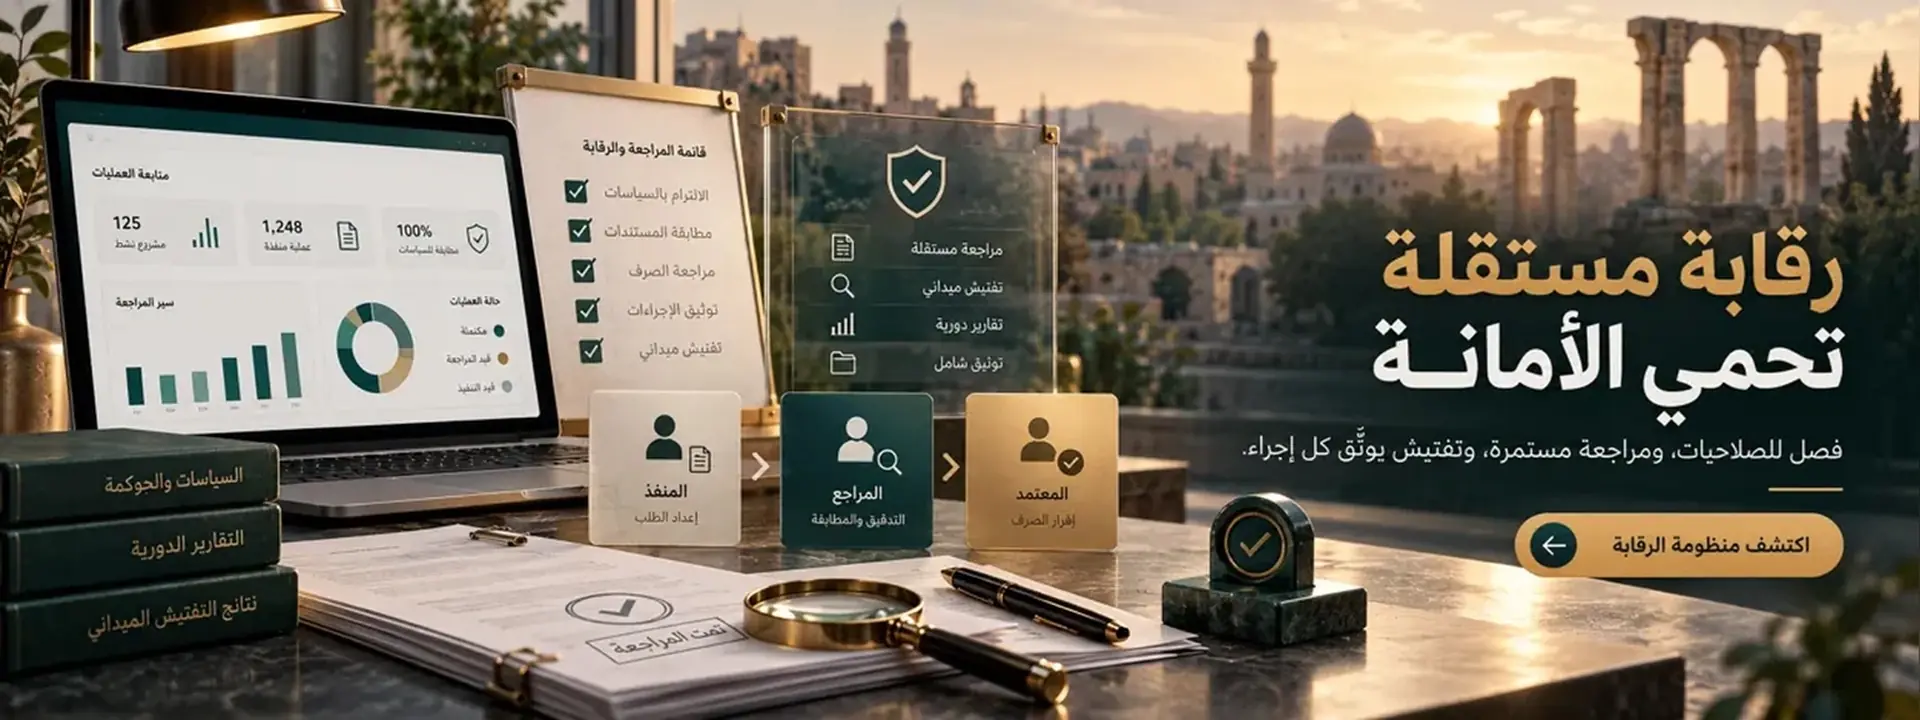 رقابة مستقلة
تحمي الأمانة
فصل للصلاحيات، ومراجعة مستمرة، وتفتيش يوثّق كل إجراء.
اكتشف منظومة الرقابة
متابعة العمليات
125
مشروع نشط
1,248
عملية منفذة
100%
مطابقة للسياسات
سير المراجعة
حالة العمليات
مكتملة
قيد المراجعة
قيد التنفيذ
قائمة المراجعة والرقابة
الالتزام بالسياسات
مطابقة المستندات
مراجعة الصرف
توثيق الإجراءات
تفتيش ميداني
مراجعة مستقلة
تفتيش ميداني
تقارير دورية
توثيق شامل
المنفذ
إعداد الطلب
المراجع
التدقيق والمطابقة
المعتمد
إقرار الصرف
السياسات والحوكمة
التقارير الدورية
نتائج التفتيش الميداني
تمت المراجعة